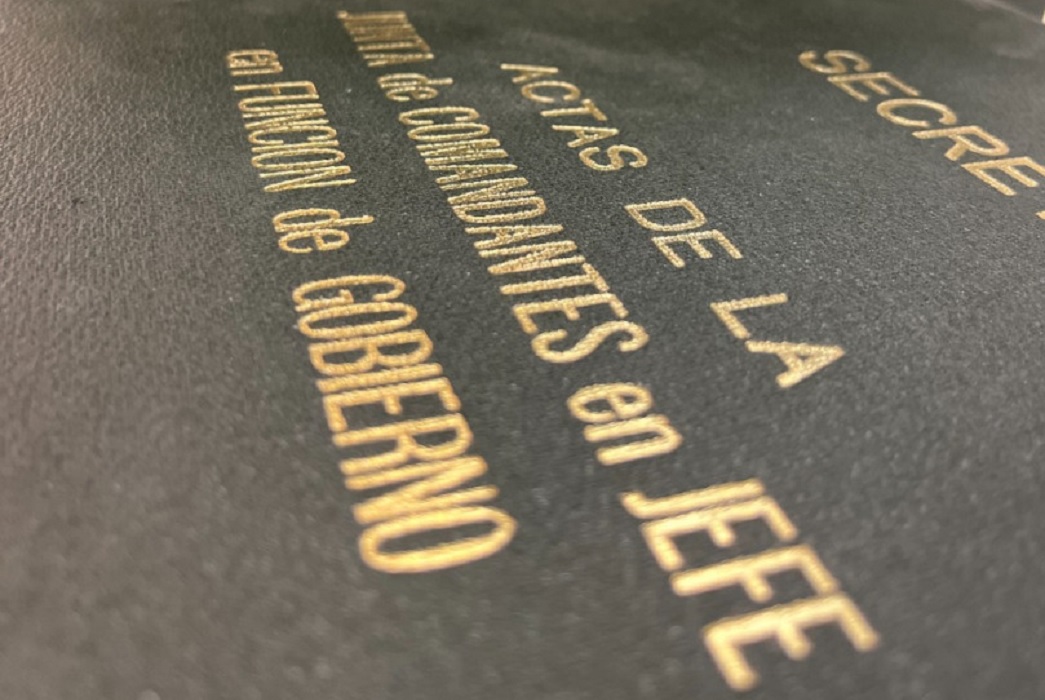 SECRE
ACTAS DE LA
JUNTA de COMANDANTES en JEFE
en FUNCION de GOBIERNO